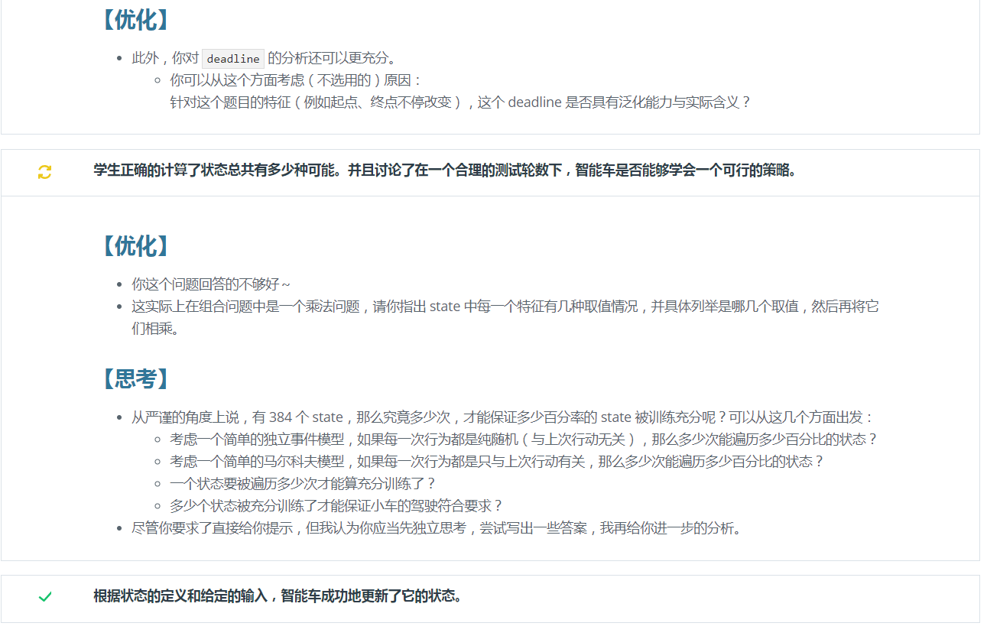 【优化】
此外，你对 deadline 的分析还可以更充分。
你可以从这个方面考虑（不选用的）原因：
针对这个题目的特征（例如起点、终点不停改变），这个 deadline 是否具有泛化能力与实际含义？
学生正确的计算了状态总共有多少种可能。并且讨论了在一个合理的测试轮数下，智能车是否能够学会一个可行的策略。
【优化】
你这个问题回答的不够好～
这实际上在组合问题中是一个乘法问题，请你指出 state 中每一个特征有几种取值情况，并具体列举是哪几个取值，然后再将它
们相乘。
【思考】
从严谨的角度上说，有 384 个 state，那么究竟多少次，才能保证多少百分率的 state 被训练充分呢？可以从这几个方面出发：
考虑一个简单的独立事件模型，如果每一次行为都是纯随机（与上次行动无关），那么多少次能遍历多少百分比的状态？
考虑一个简单的马尔科夫模型，如果每一次行为都是只与上次行动有关，那么多少次能遍历多少百分比的状态？
一个状态要被遍历多少次才能算充分训练了？
多少个状态被充分训练了才能保证小车的驾驶符合要求？
尽管你要求了直接给你提示，但我认为你应当先独立思考，尝试写出一些答案，我再给你进一步的分析。
根据状态的定义和给定的输入，智能车成功地更新了它的状态。